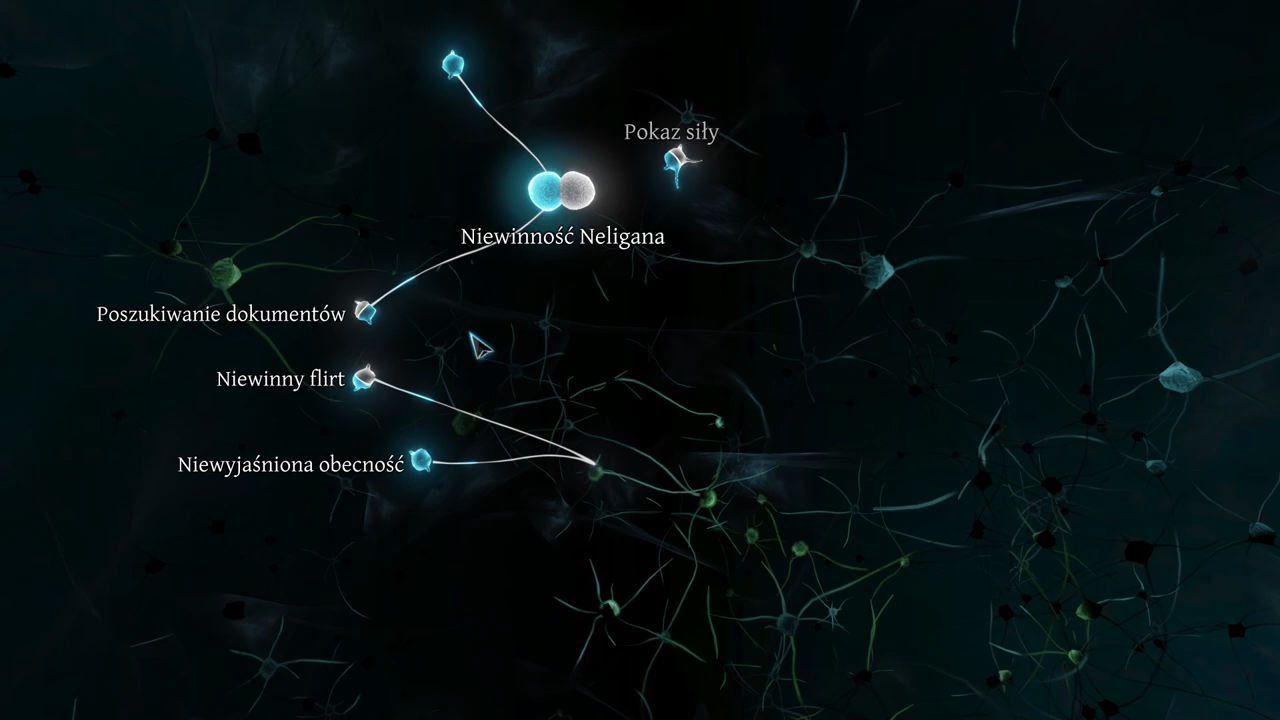 Pokaz siły
Niewinność Neligana
Poszukiwanie dokumentów
Niewinny flirt
Niewyjaśniona obecność